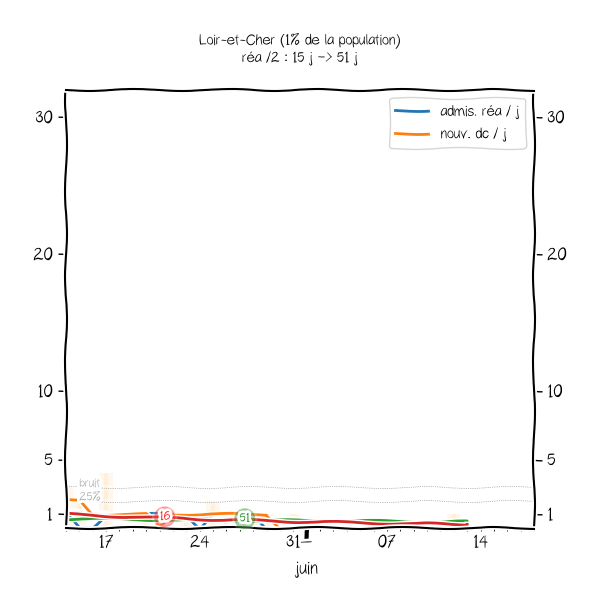 Loir-et-Cher (1% de la population)
réa /2 : 15 j -> 51 j
admis. réa / j
nouv. dc / j
30 30
20 20
10 10
5 5
bruit
25%
1 16 51 1
17 24 31 07 14
juin